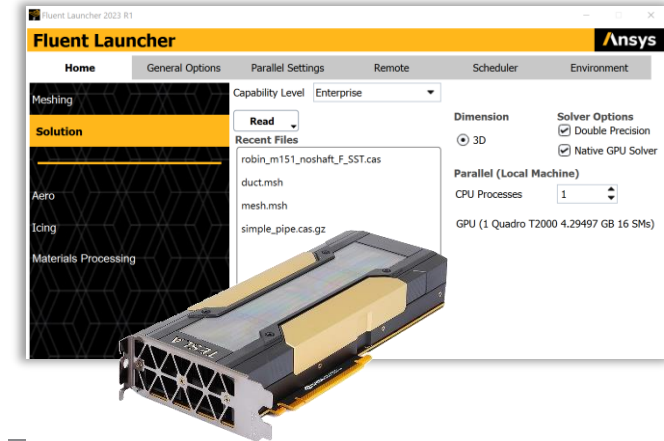 Fluent Launcher 2023 R1
Fluent Launcher
Ansys
Home General Options Parallel Settings Remote Scheduler Environment
Meshing
Solution
Aero
Icing
Materials Processing
Capability Level Enterprise
Read
Recent Files
robin_m151_noshaft_F_SST.cas
duct.msh
mesh.msh
simple_pipe.cas.gz
Dimension
3D
Solver Options
Double Precision
Native GPU Solver
Parallel (Local Machine)
CPU Processes 1
GPU (1 Quadro T2000 4.29497 GB 16 SMs)
TESLA